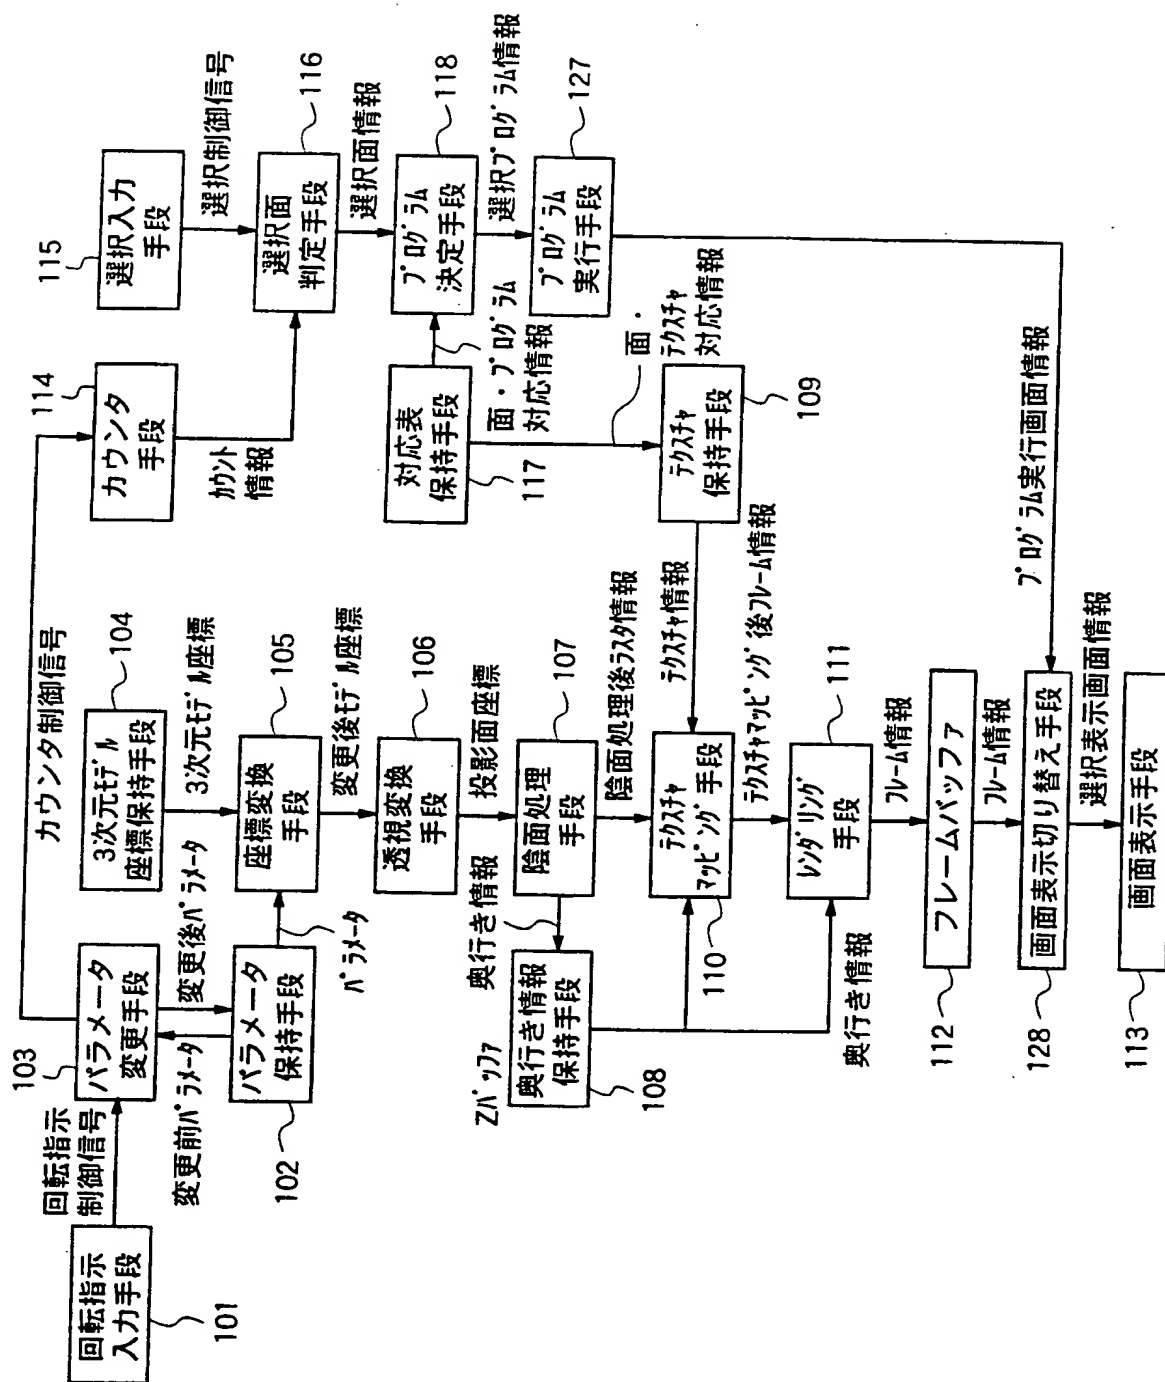 回転指示
入力手段
101
回転指示
制御信号
103
パラメータ
変更手段
変更前パラメータ
変更後パラメータ
パラメータ
保持手段
102
パラメータ
カウンタ制御信号
104
3次元モデル
座標保持手段
3次元モデル座標
座標変換
手段
105
変更後モデル座標
透視変換
手段
106
投影面座標
陰面処理
手段
107
奥行き情報
Zバッファ
奥行き情報
保持手段
108
陰面処理後ラスタ情報
テクスチャ
マッピング手段
110
テクスチャ情報
テクスチャマッピング後フレーム情報
レンダリング
手段
111
奥行き情報
フレーム情報
フレームバッファ
112
フレーム情報
画面表示切り替え手段
128
選択表示画面情報
画面表示手段
113
114
カウンタ
手段
カウント
情報
115
選択入力
手段
選択制御信号
選択面
判定手段
116
選択面情報
対応表
保持手段
117
面・プログラム
対応情報
プログラム
決定手段
118
選択プログラム情報
プログラム
実行手段
127
面・
テクスチャ
対応情報
テクスチャ
保持手段
109
プログラム実行画面情報